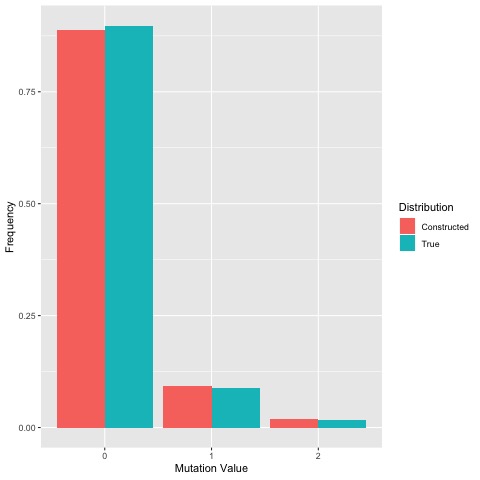 0.75
0.50
0.25
0.00
Frequency
0
1
2
Mutation Value
Distribution
Constructed
True